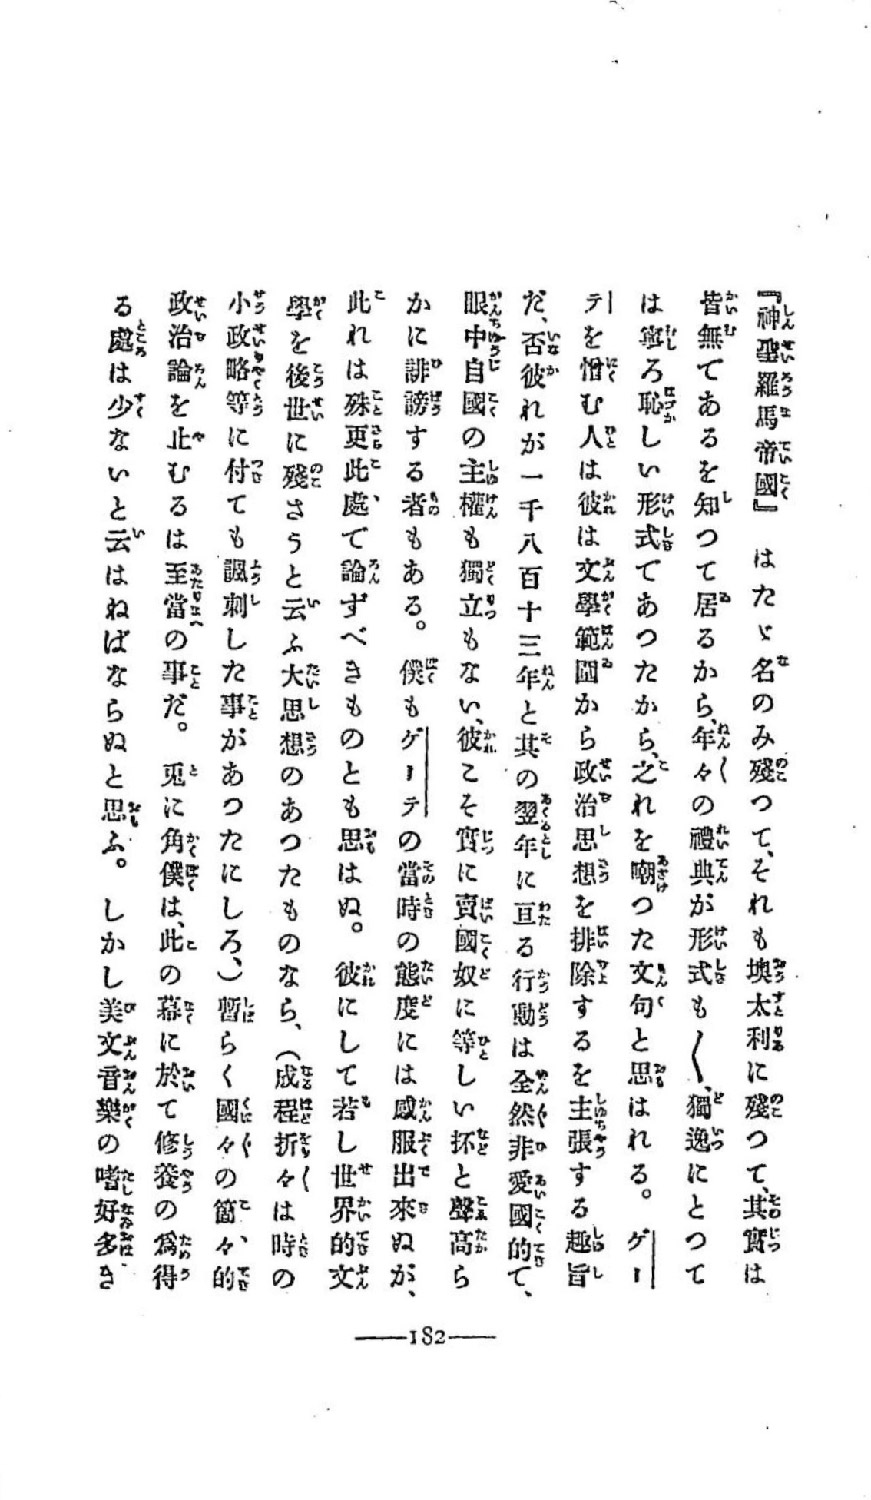 『神聖羅馬帝國』はたゞ名のみ殘つて、それも墺太利に殘つて、其實は
皆無てあるを知つて居るから、年々の禮典が形式も〱、獨逸にとつて
は寧ろ恥しい形式であつたから、之れを嘲つた文句と思はれる。ゲー
テを憎む人は彼は文學範圍から政治思想を排除するを主張する趣旨
だ、否彼れが一千八百十三年と其の翌年に亘る行動は全然非愛國的て、
眼中自國の主權も獨立もない、彼こそ實に賣國奴に等しい抔と聲高ら
かに誹謗する者もある。僕もゲーテの當時の態度には感服出來ぬが、
此れは殊更此處で論ずべきものとも思はぬ。彼にして若し世界的文
學を後世に殘さうと云ふ大思想のあつたものなら、（成程折々は時の
小政略等に付ても諷刺した事があつたにしろ、）暫らく國々の箇々的
政治論を止むるは至當の事だ。兎に角僕は、此の幕に於て修養の爲得
る處は少ないと云はねばならぬと思ふ。しかし美文音樂の嗜好多き
182